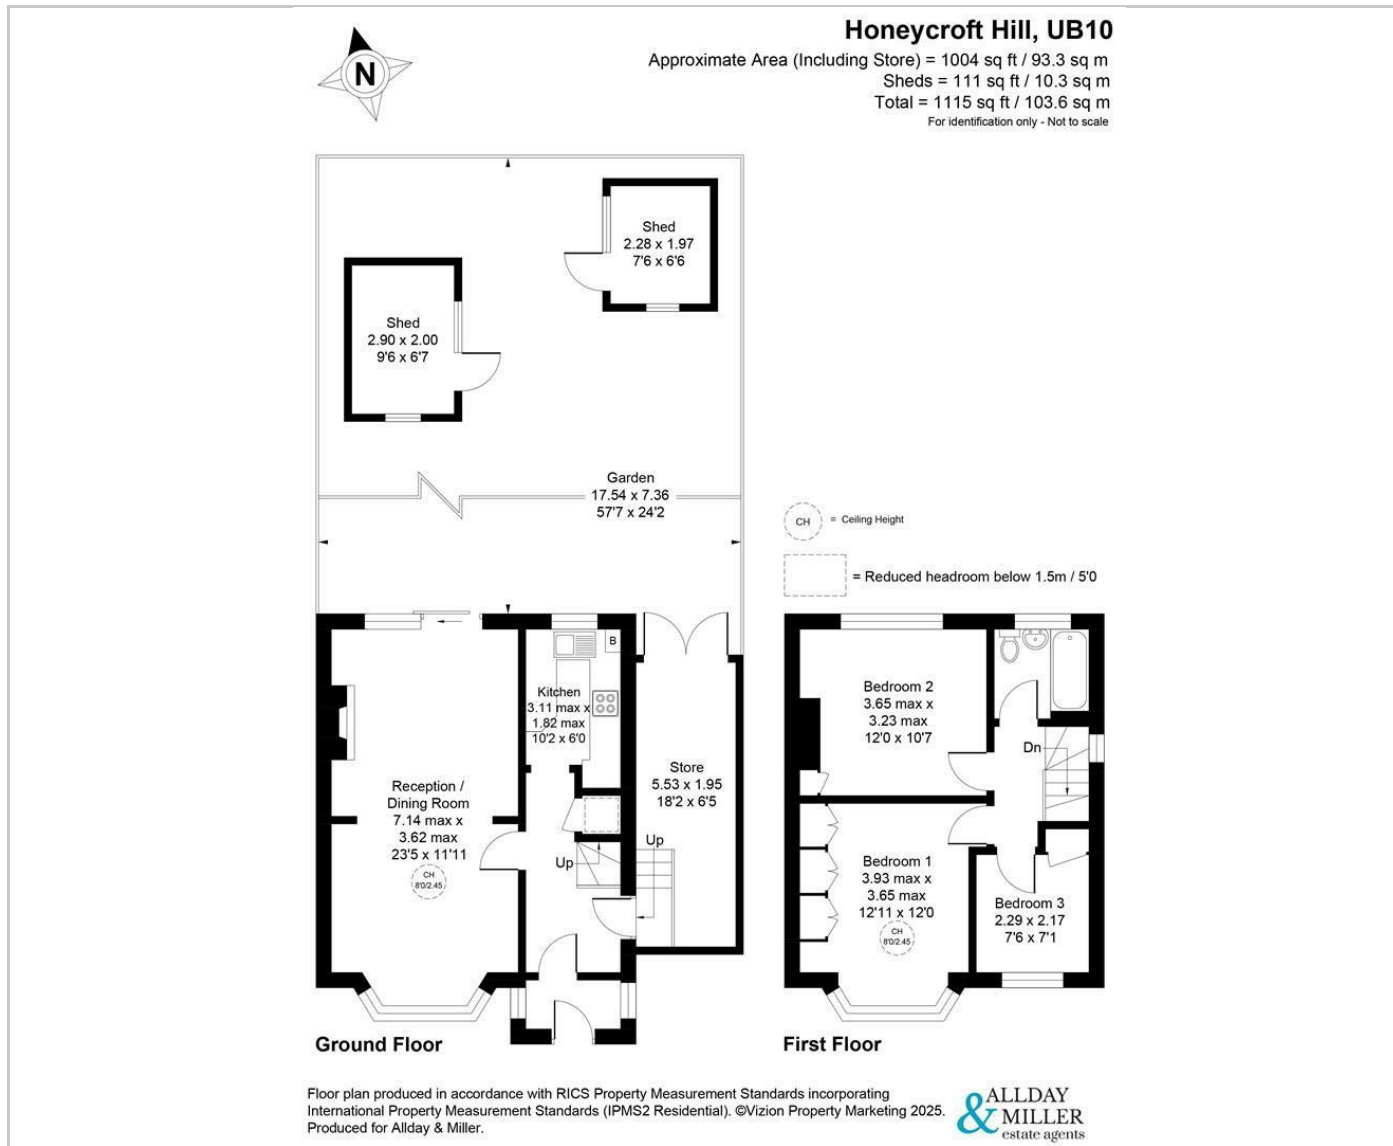 Honeycroft Hill, UB10
Approximate Area (Including Store) = 1004 sq ft / 93.3 sq m
Sheds = 111 sq ft / 10.3 sq m
Total = 1115 sq ft / 103.6 sq m
For identification only - Not to scale
N
Shed
2.28 x 1.97
7'6 x 6'6
Shed
2.90 x 2.00
9'6 x 6'7
Garden
17.54 x 7.36
57'7 x 24'2
CH
= Ceiling Height
= Reduced headroom below 1.5m / 5'0
B
Kitchen
3.11 max x
1.82 max
10'2 x 6'0
Reception /
Dining Room
7.14 max x
3.62 max
23'5 x 11'11
CH
8'0/2.45
Store
5.53 x 1.95
18'2 x 6'5
Up
Up
Ground Floor
Bedroom 2
3.65 max x
3.23 max
12'0 x 10'7
Dn
Bedroom 1
3.93 max x
3.65 max
12'11 x 12'0
CH
8'0/2.45
Bedroom 3
2.29 x 2.17
7'6 x 7'1
First Floor
Floor plan produced in accordance with RICS Property Measurement Standards incorporating
International Property Measurement Standards (IPMS2 Residential). ©Vizion Property Marketing 2025.
Produced for Allday & Miller.
ALLDAY
& MILLER
estate agents